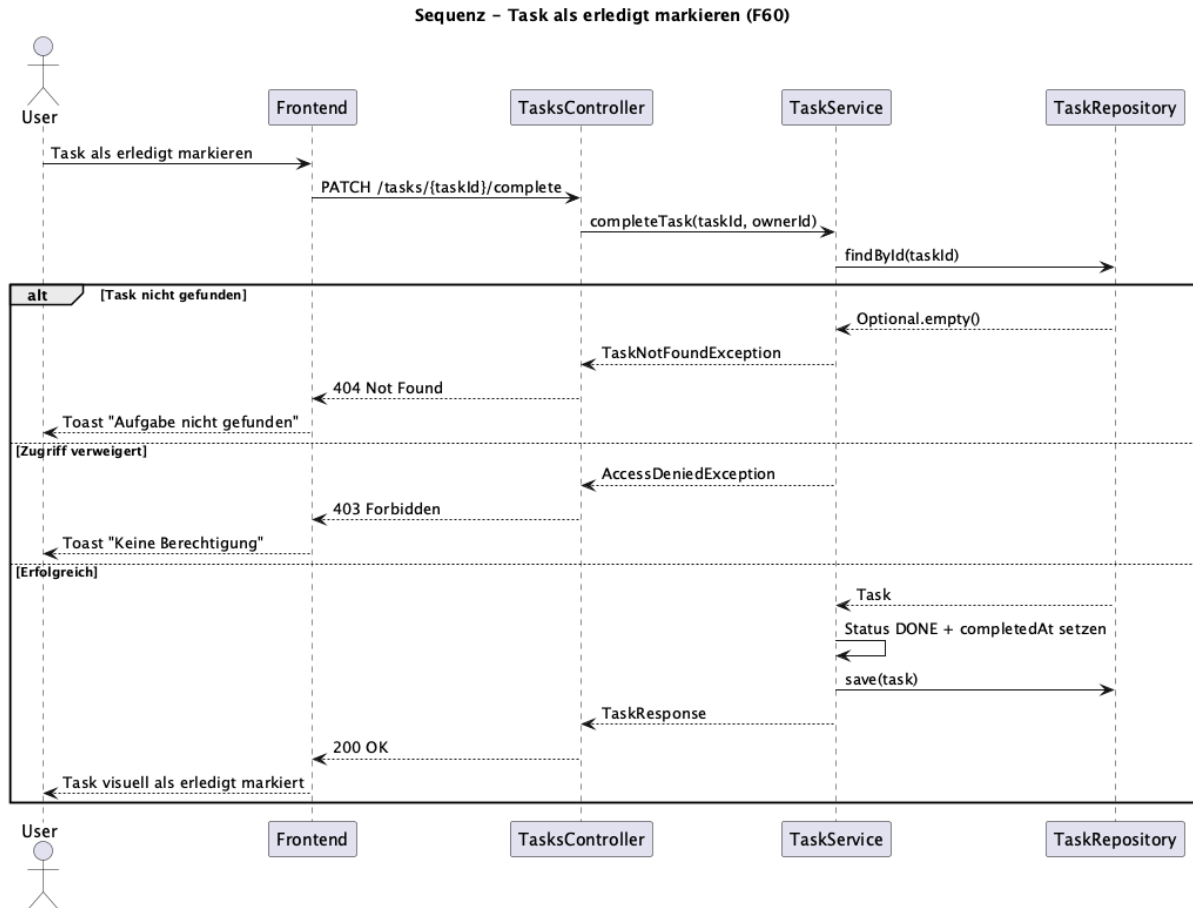 Sequenz – Task als erledigt markieren (F60)
User
Frontend
TasksController
TaskService
TaskRepository
Task als erledigt markieren
PATCH /tasks/{taskId}/complete
completeTask(taskId, ownerId)
findById(taskId)
alt
[Task nicht gefunden]
Optional.empty()
TaskNotFoundException
404 Not Found
Toast "Aufgabe nicht gefunden"
[Zugriff verweigert]
AccessDeniedException
403 Forbidden
Toast "Keine Berechtigung"
[Erfolgreich]
Task
Status DONE + completedAt setzen
save(task)
TaskResponse
200 OK
Task visuell als erledigt markiert
User
Frontend
TasksController
TaskService
TaskRepository